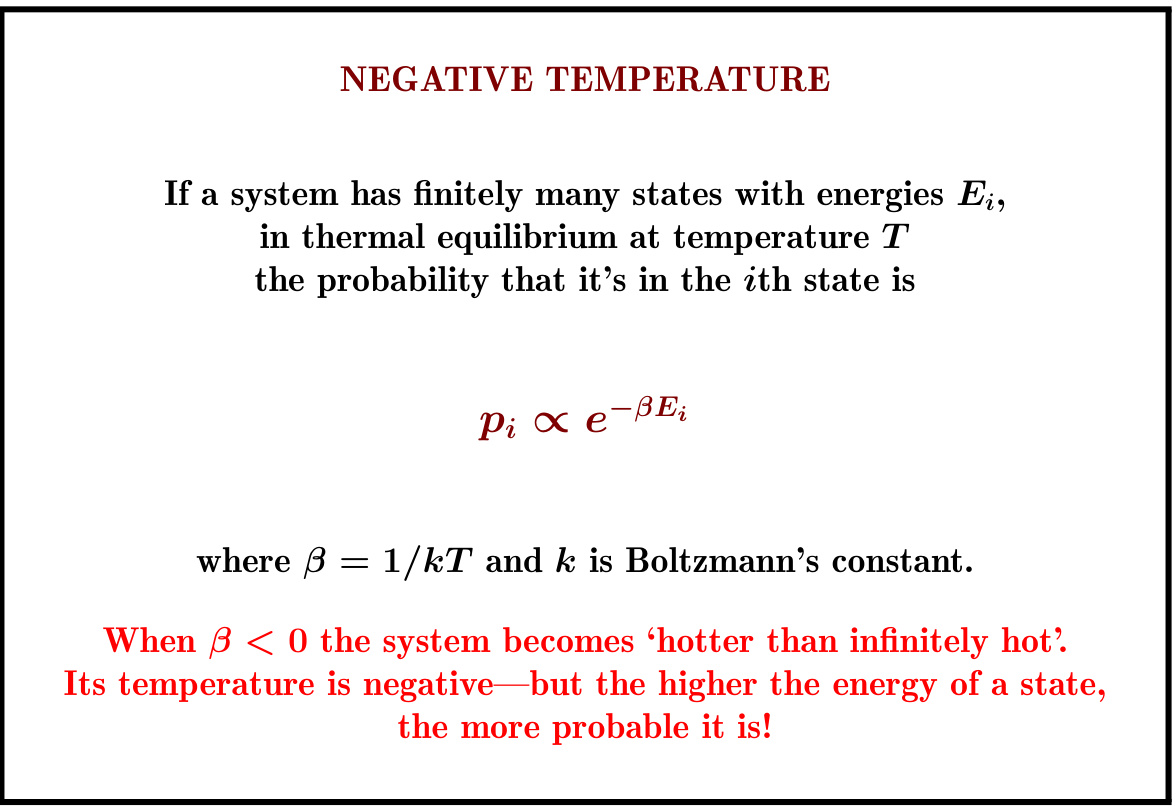 NEGATIVE TEMPERATURE
If a system has finitely many states with energies $E_i$,
in thermal equilibrium at temperature $T$
the probability that it's in the $i$th state is
$p_i \propto e^{-\beta E_i}$
where $\beta = 1/kT$ and $k$ is Boltzmann's constant.
When $\beta < 0$ the system becomes ‘hotter than infinitely hot’.
Its temperature is negative—but the higher the energy of a state,
the more probable it is!